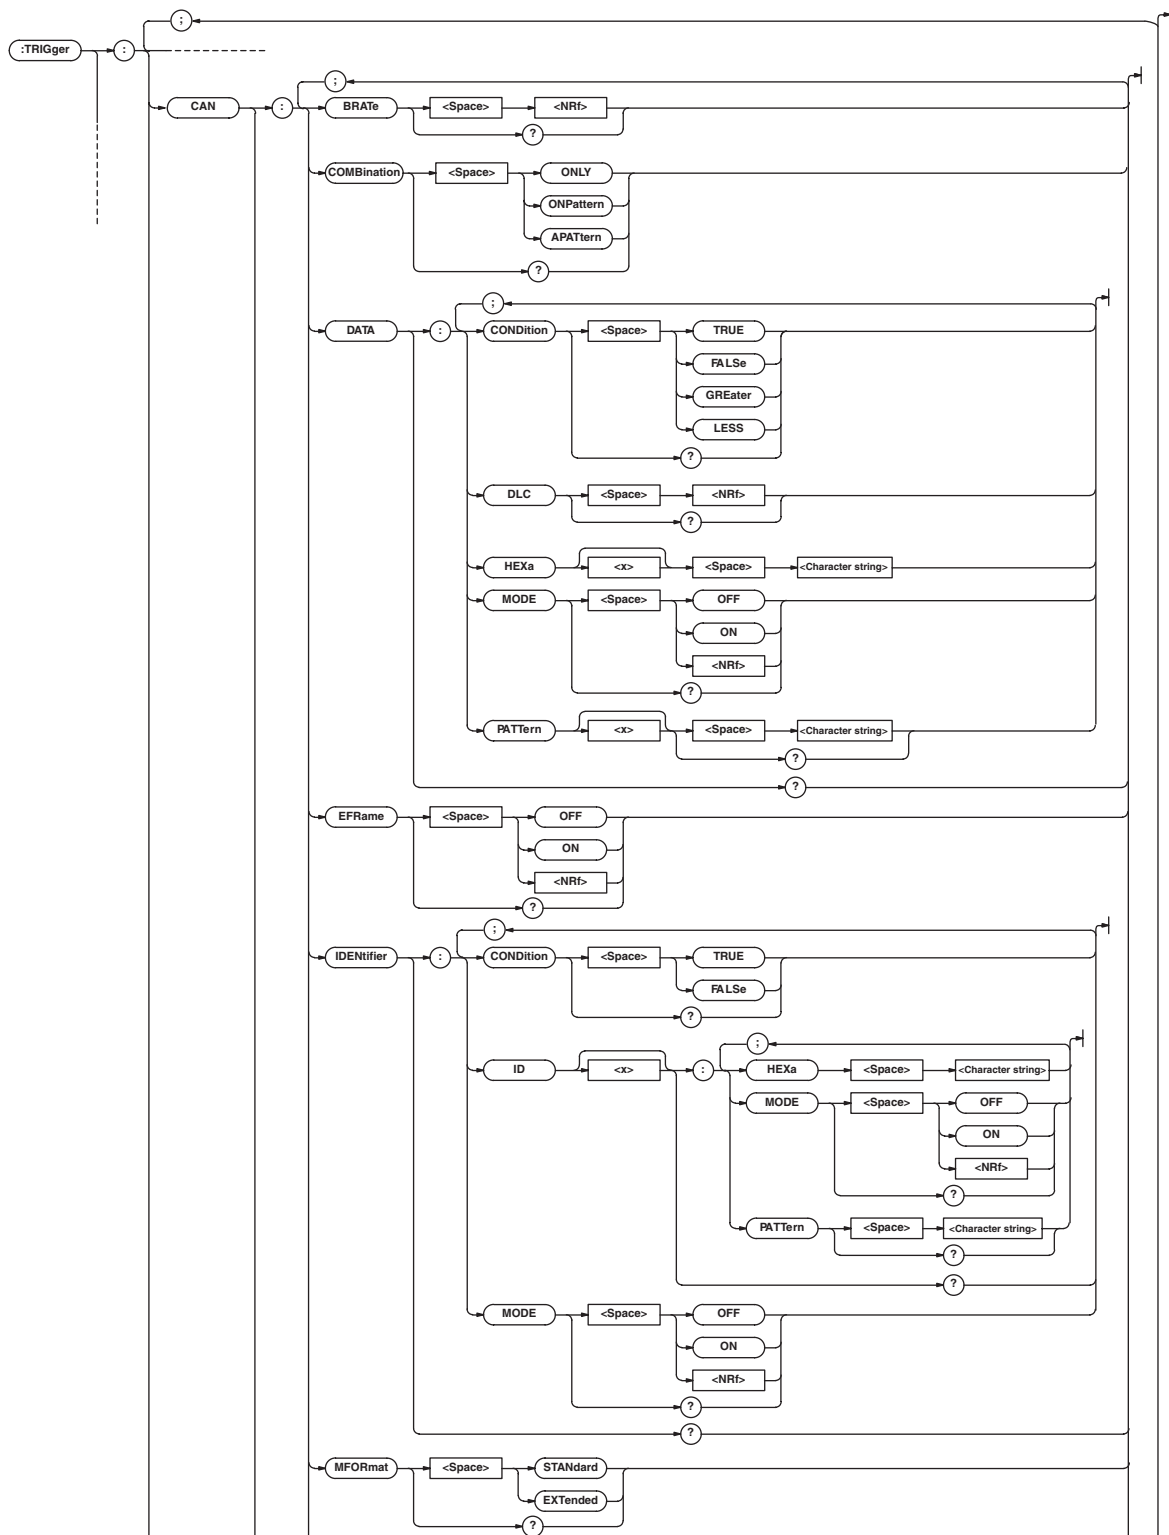 ;
:TRIGger :
;
CAN : BRATe <Space> <NRf>
?
COMBination <Space> ONLY
ONPattern
APATtern
?
;
DATA : CONDition <Space> TRUE
FALSe
GREater
LESS
?
DLC <Space> <NRf>
?
HEXa <x> <Space> <Character string>
MODE <Space> OFF
ON
<NRf>
?
PATTern <x> <Space> <Character string>
?
?
EFRame <Space> OFF
ON
<NRf>
?
;
IDENtifier : CONDition <Space> TRUE
FALSe
?
;
ID <x> : HEXa <Space> <Character string>
MODE <Space> OFF
ON
<NRf>
?
PATTern <Space> <Character string>
?
?
MODE <Space> OFF
ON
<NRf>
?
?
MFORmat <Space> STANdard
EXTended
?